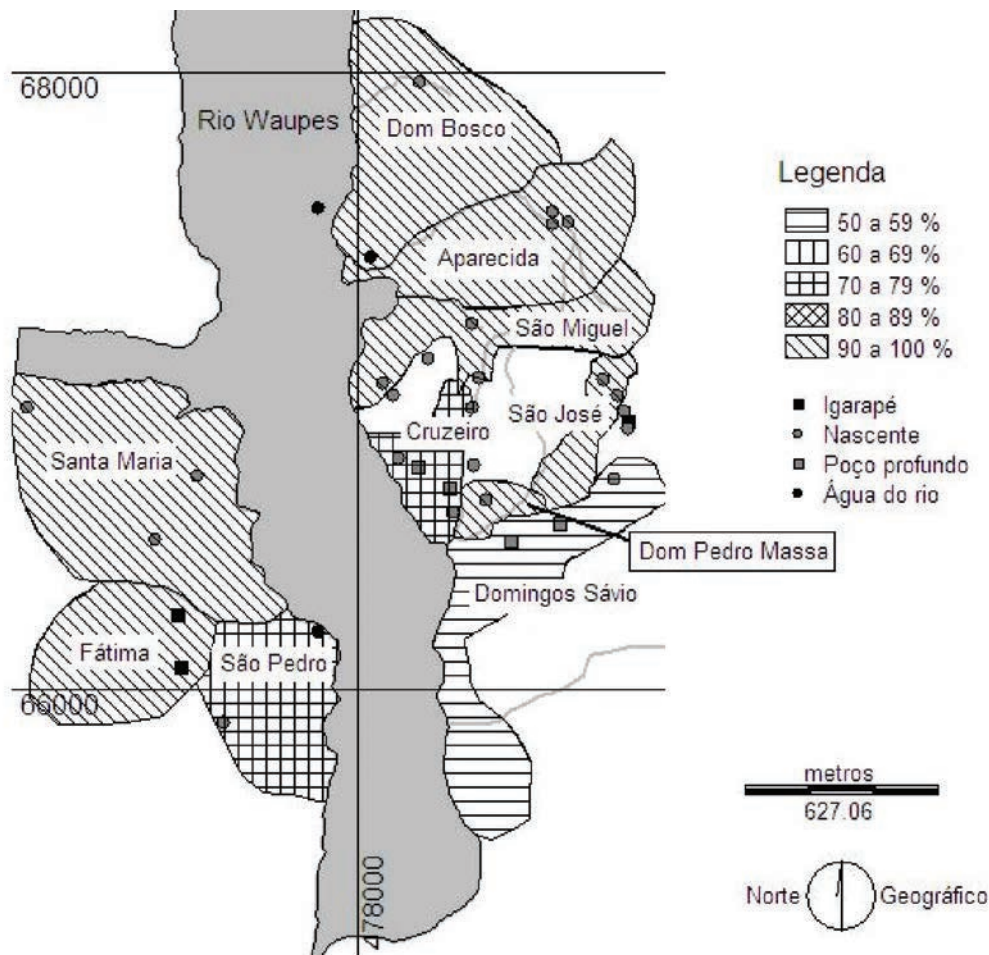 68000
Rio Waupes
Dom Bosco
Aparecida
São Miguel
São José
Cruzeiro
Santa Maria
Dom Pedro Massa
Domingos Sávio
Fátima
São Pedro
66000
478000
Legenda
50 a 59 %
60 a 69 %
70 a 79 %
80 a 89 %
90 a 100 %
Igarapé
Nascente
Poço profundo
Água do rio
metros
627.06
Norte Geográfico